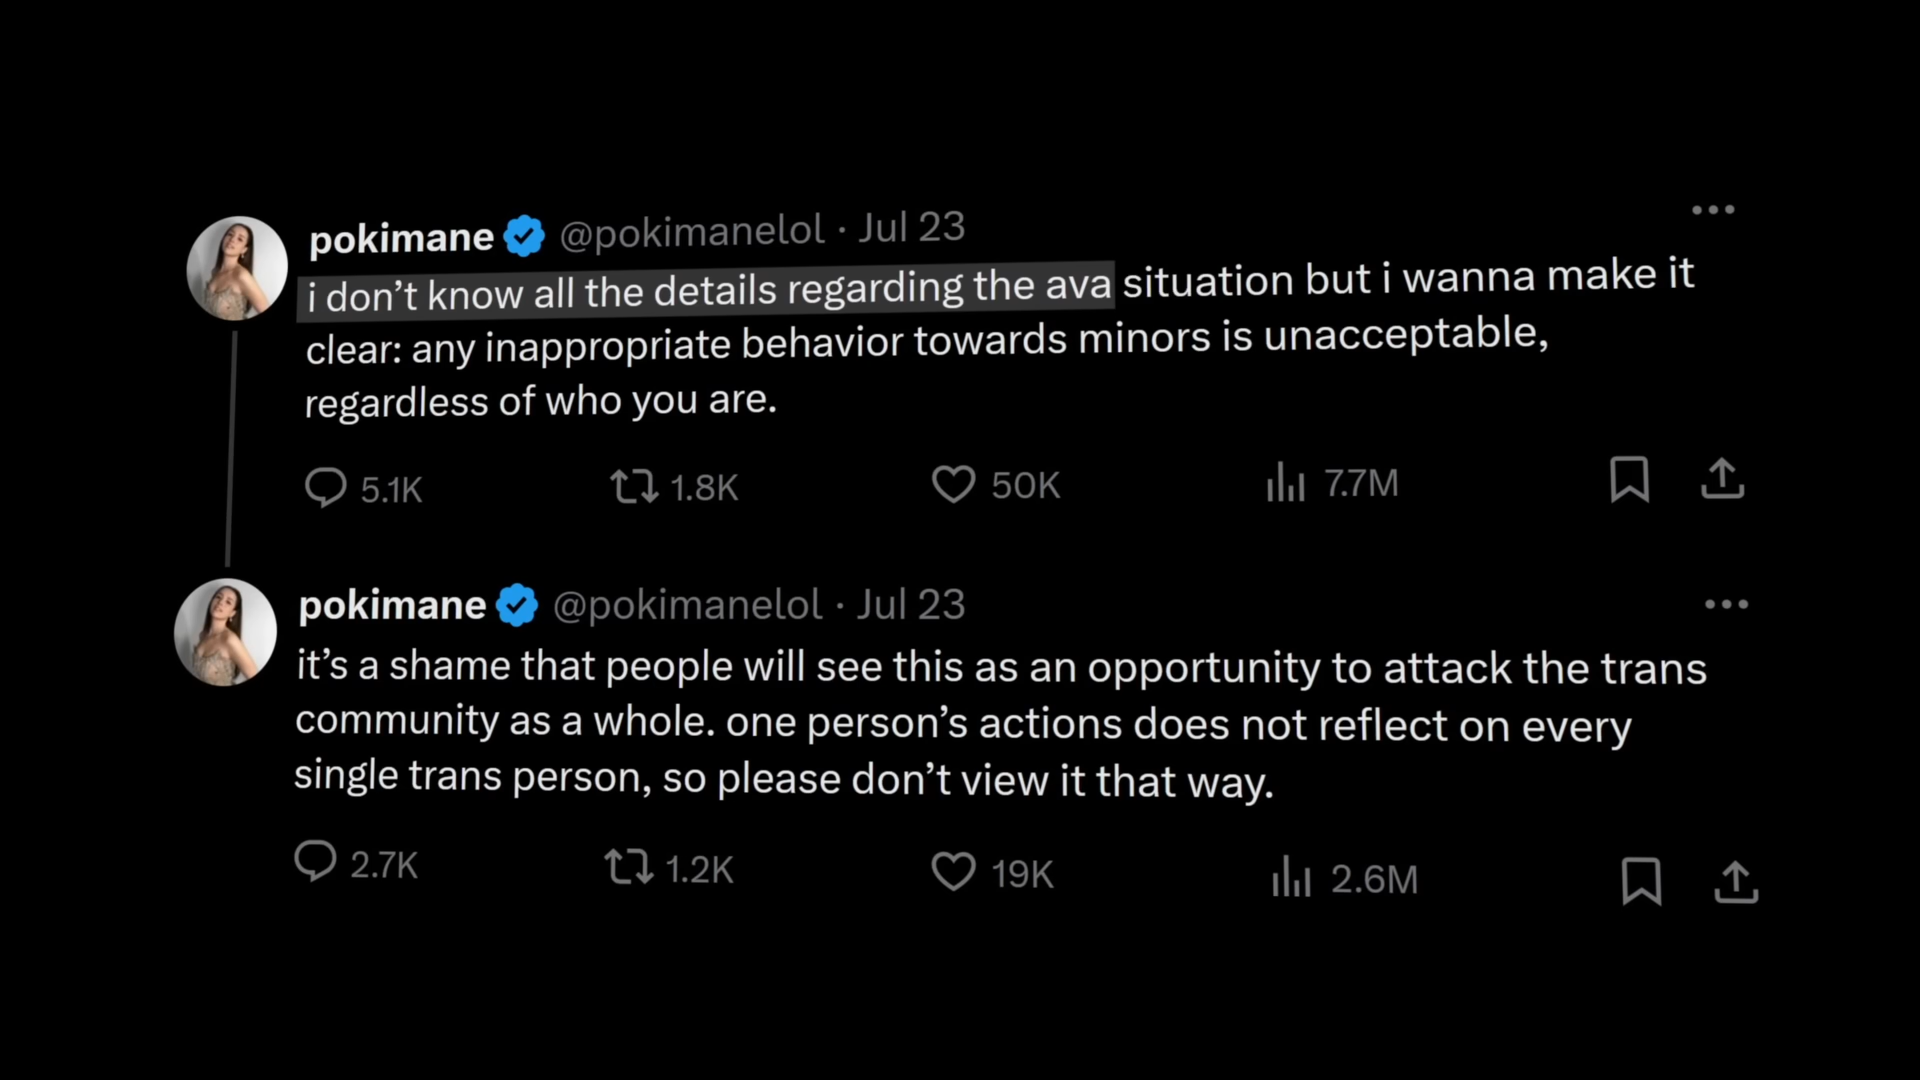 pokimane @pokimanelol · Jul 23
i don’t know all the details regarding the ava situation but i wanna make it
clear: any inappropriate behavior towards minors is unacceptable,
regardless of who you are.
5.1K 1.8K 50K 7.7M
pokimane @pokimanelol · Jul 23
it’s a shame that people will see this as an opportunity to attack the trans
community as a whole. one person’s actions does not reflect on every
single trans person, so please don’t view it that way.
2.7K 1.2K 19K 2.6M